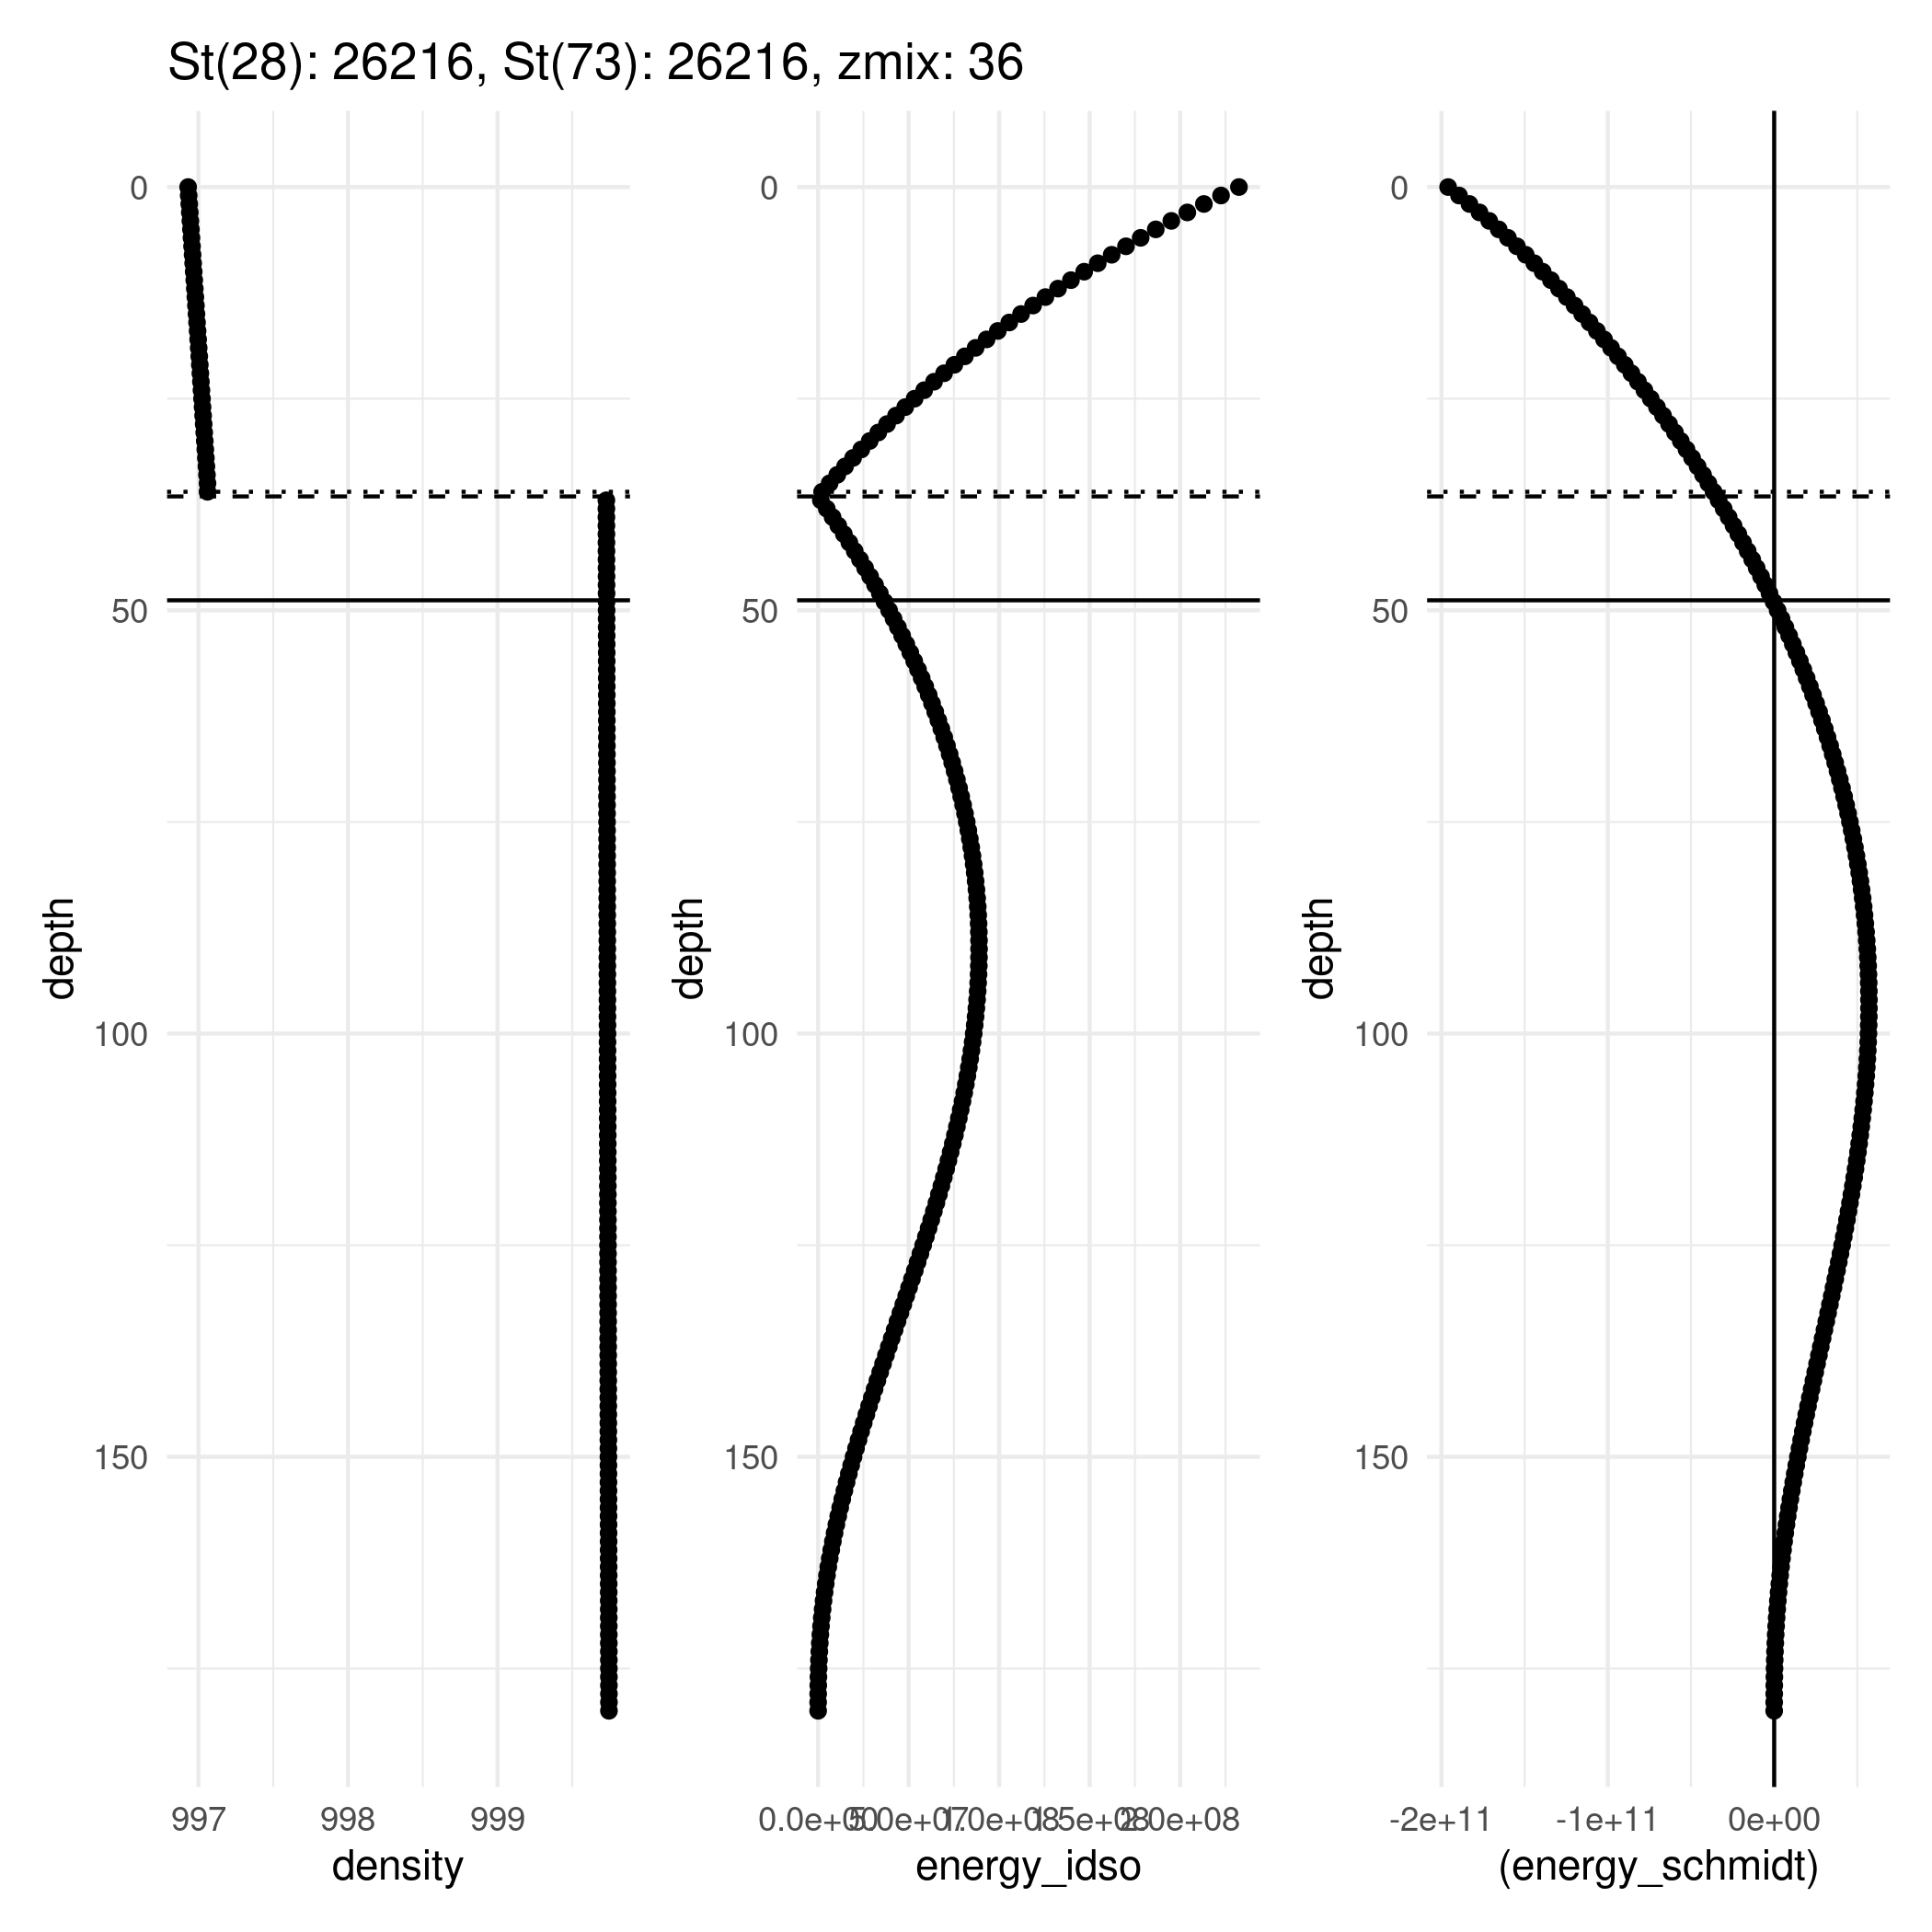 St(28): 26216, St(73): 26216, zmix: 36
0
50
100
150
depth
997 998 999
density
0
50
100
150
depth
0.0e+00 5.0e+07 1.0e+08 1.5e+08 2.0e+08
energy_idso
0
50
100
150
depth
-2e+11 -1e+11 0e+00
(energy_schmidt)